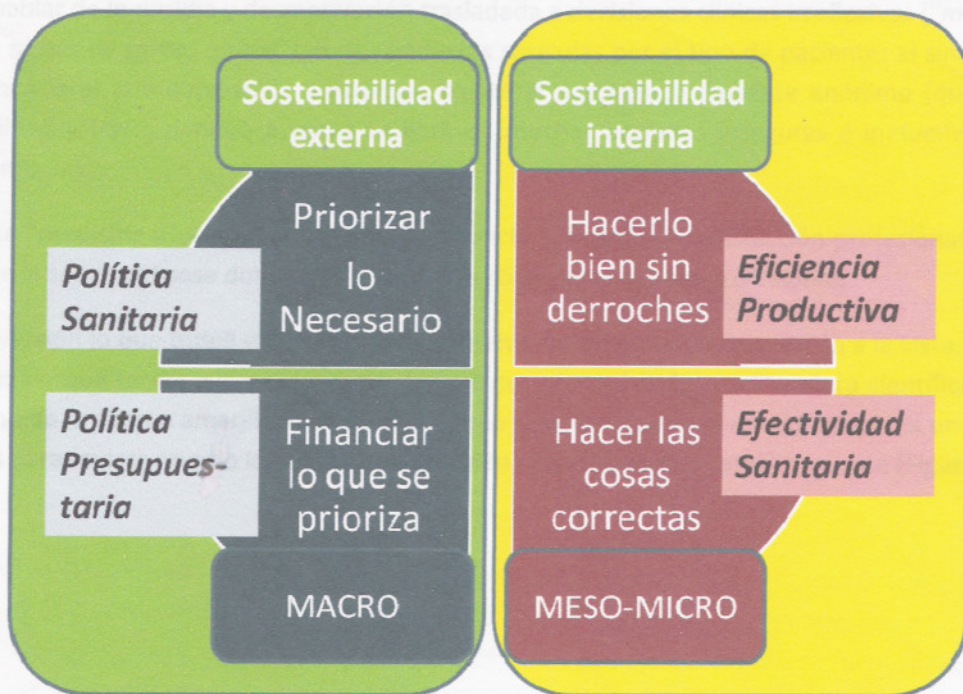 Sostenibilidad
externa
Priorizar
lo
Necesario
Política
Sanitaria
Financiar
lo que se
prioriza
Política
Presupues-
taria
MACRO
Sostenibilidad
interna
Hacerlo
bien sin
derroches
Eficiencia
Productiva
Hacer las
cosas
correctas
Efectividad
Sanitaria
MESO-MICRO